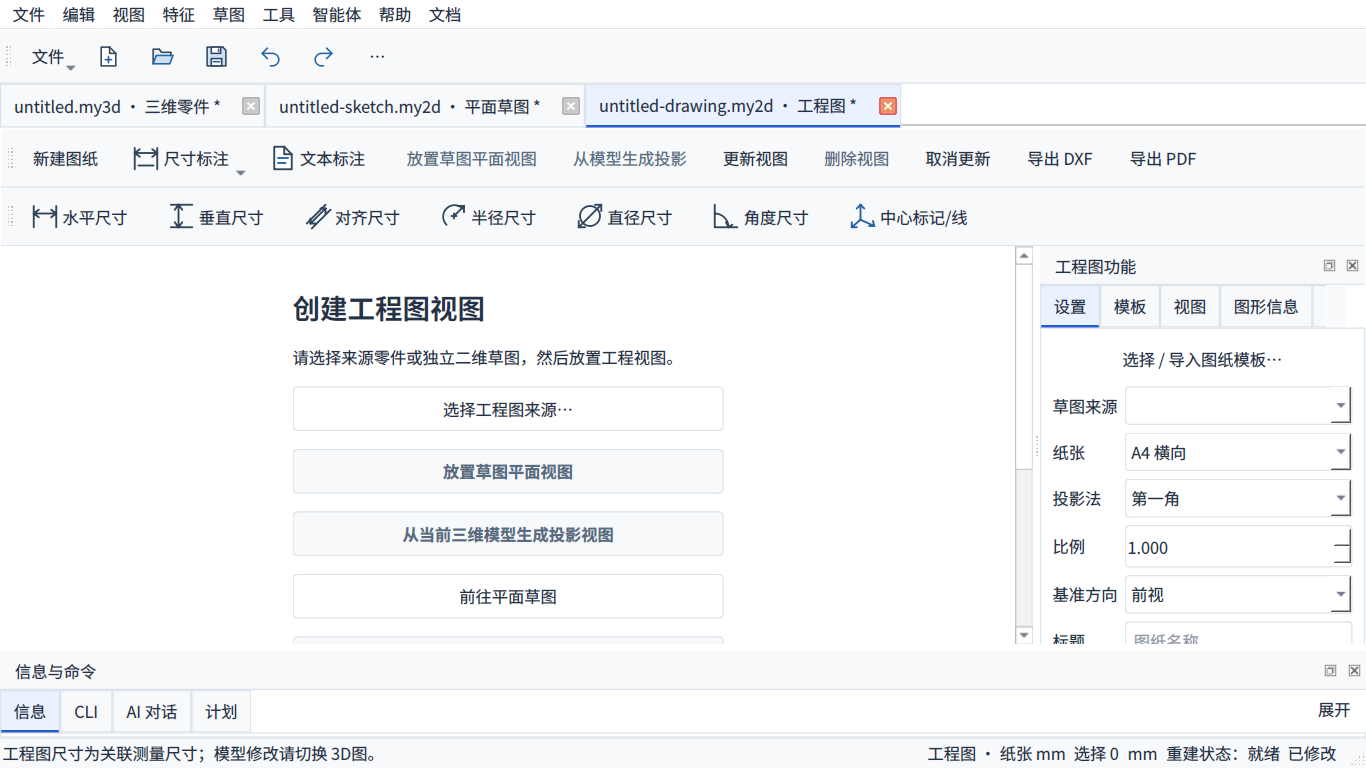 文件 编辑 视图 特征 草图 工具 智能体 帮助 文档
文件 …
untitled.my3d • 三维零件 * untitled-sketch.my2d • 平面草图 * untitled-drawing.my2d • 工程图 *
新建图纸 尺寸标注 文本标注 放置草图平面视图 从模型生成投影 更新视图 删除视图 取消更新 导出 DXF 导出 PDF
水平尺寸 垂直尺寸 对齐尺寸 半径尺寸 直径尺寸 角度尺寸 中心标记/线
创建工程图视图
请选择来源零件或独立二维草图，然后放置工程视图。
选择工程图来源…
放置草图平面视图
从当前三维模型生成投影视图
前往平面草图
工程图功能
设置 模板 视图 图形信息
选择 / 导入图纸模板…
草图来源
纸张 A4 横向
投影法 第一角
比例 1.000
基准方向 前视
标题 图纸名称
信息与命令
信息 CLI AI 对话 计划 展开
工程图尺寸为关联测量尺寸；模型修改请切换 3D图。 工程图 • 纸张 mm 选择 0 mm 重建状态：就绪 已修改